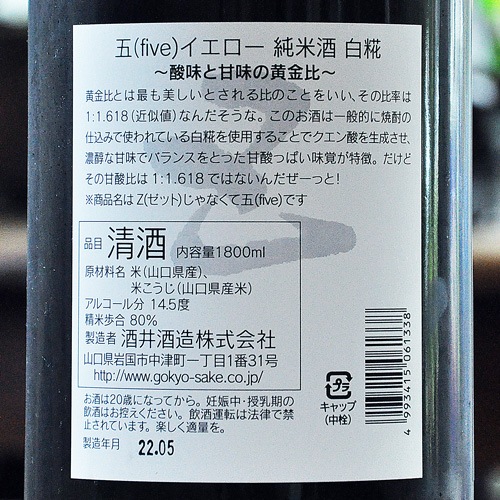 五(five)イエロー 純米酒 白糀
～酸味と甘味の黄金比～
黄金比とは最も美しいとされる比のことをいい、その比率は
1:1.618（近似値）なんだそうな。このお酒は一般的に焼酎の
仕込みで使われている白糀を使用することでクエン酸を生成させ、
濃醇な甘味でバランスをとった甘酸っぱい味覚が特徴。だけど
その甘酸比は 1:1.618 ではないんだぜーっと!
※商品名は Z(ゼット)じゃなくて五(five)です
品目 清酒 内容量1800ml
原材料名 米(山口県産)、
米こうじ(山口県産米)
アルコール分 14.5度
精米歩合 80%
製造者 酒井酒造株式会社
山口県岩国市中津町一丁目1番31号
http://www.gokyo-sake.co.jp/
お酒は20歳になってから。妊娠中・授乳期の
飲酒はお控えください。飲酒運転は法律で禁
止されています。楽しく適量を。
製造年月 22.05
プラ
キャップ
(中栓)
4 993415 061338